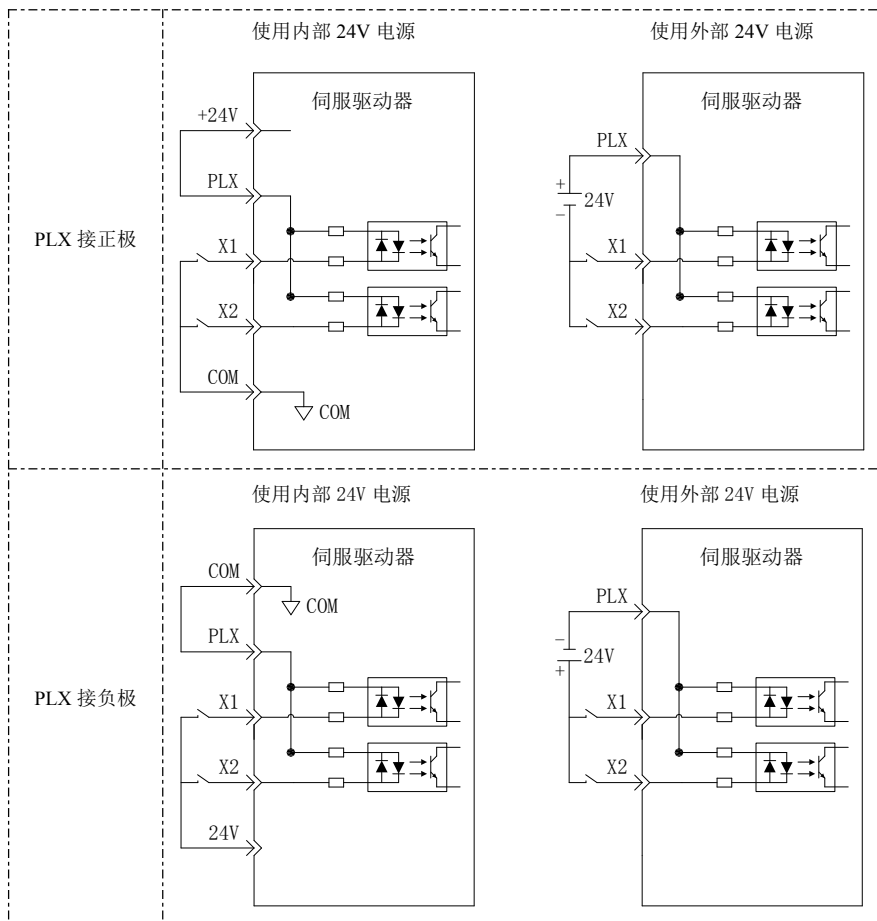 使用内部 24V 电源
使用外部 24V 电源
PLX 接正极
伺服驱动器
+24V
PLX
X1
X2
COM
COM
伺服驱动器
PLX
+
24V
-
X1
X2
使用内部 24V 电源
使用外部 24V 电源
PLX 接负极
伺服驱动器
COM
COM
PLX
X1
X2
24V
伺服驱动器
PLX
-
24V
+
X1
X2